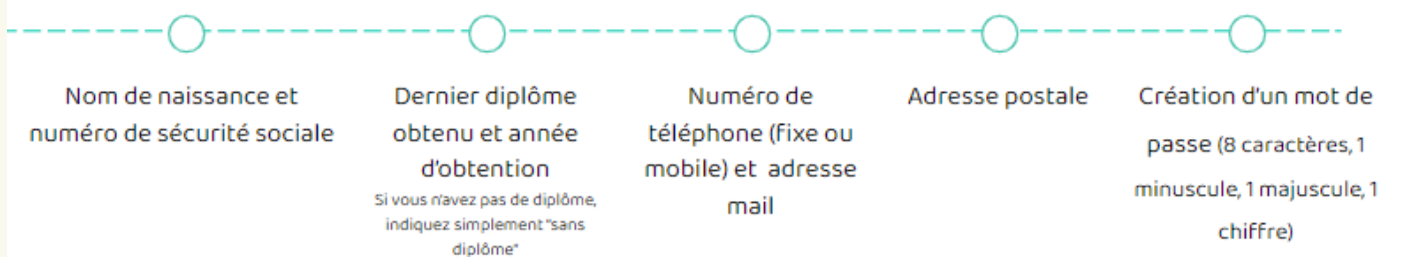 Nom de naissance et
numéro de sécurité sociale
Dernier diplôme
obtenu et année
d'obtention
Si vous n'avez pas de diplôme,
indiquez simplement "sans
diplôme"
Numéro de
téléphone (fixe ou
mobile) et adresse
mail
Adresse postale
Création d'un mot de
passe (8 caractères, 1
minuscule, 1 majuscule, 1
chiffre)